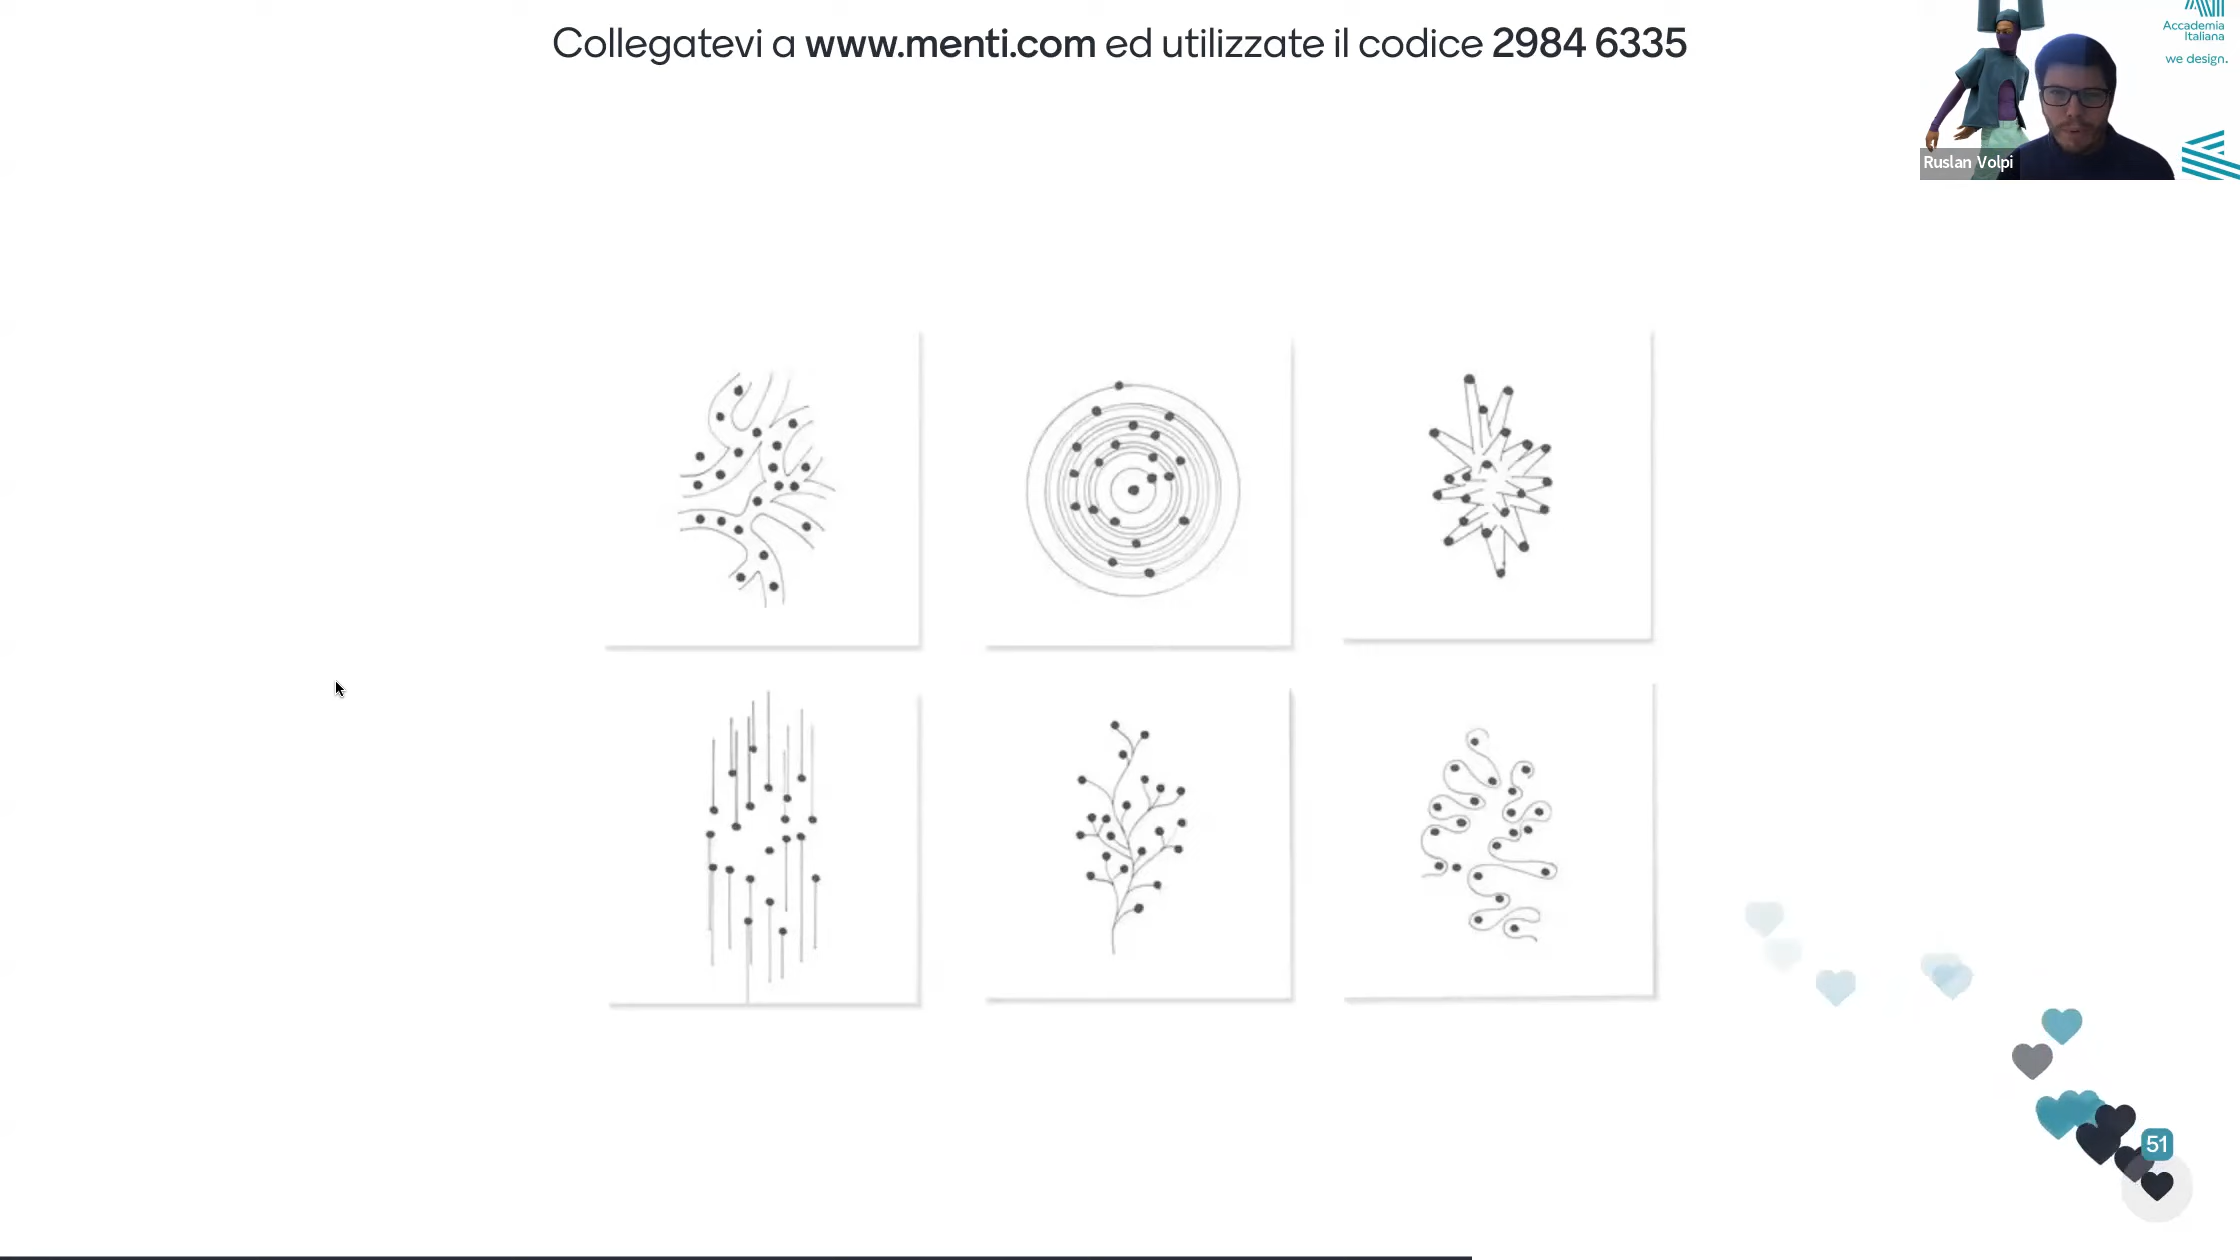 Collegatevi a www.menti.com ed utilizzate il codice 2984 6335
Accademia
Italiana
we design.
Ruslan Volpi
51